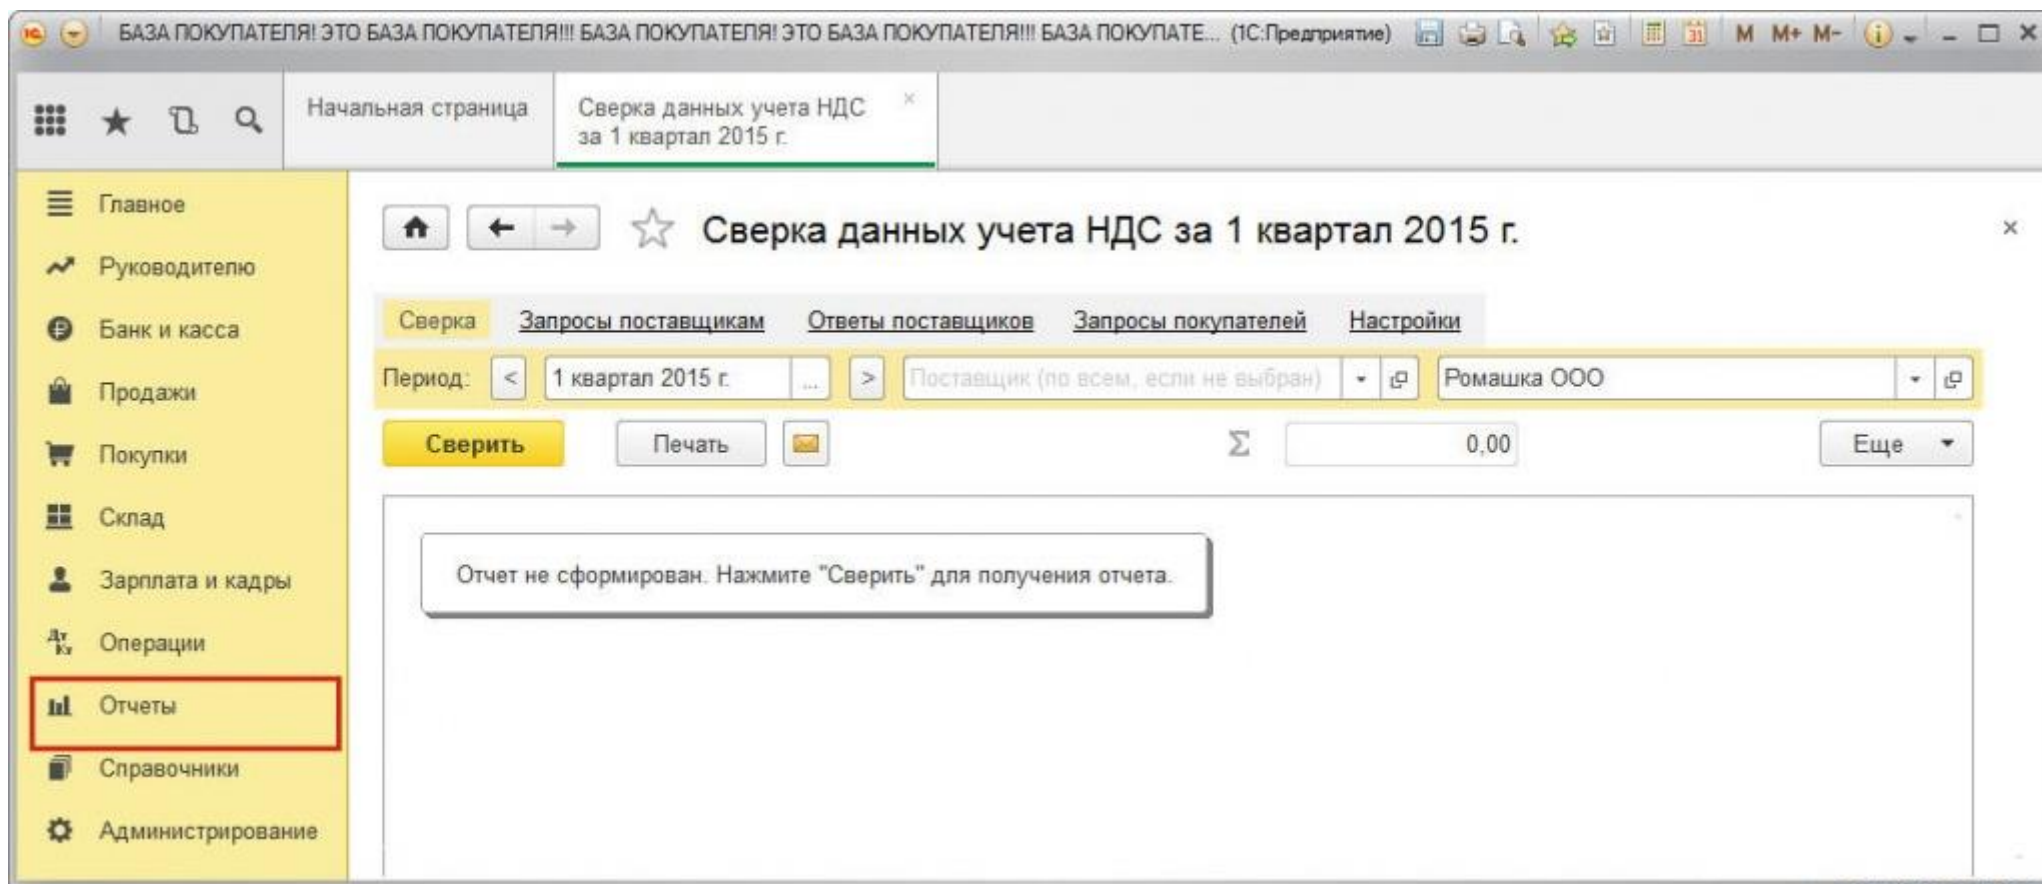 БАЗА ПОКУПАТЕЛЯ! ЭТО БАЗА ПОКУПАТЕЛЯ!!! БАЗА ПОКУПАТЕЛЯ! ЭТО БАЗА ПОКУПАТЕЛЯ!!! БАЗА ПОКУПАТЕ... (1С:Предприятие) 31 M M+ M-
Начальная страница
Сверка данных учета НДС
за 1 квартал 2015 г.
Главное
Руководителю
Банк и касса
Продажи
Покупки
Склад
Зарплата и кадры
Операции
Отчеты
Справочники
Администрирование
Сверка данных учета НДС за 1 квартал 2015 г.
Сверка Запросы поставщикам Ответы поставщиков Запросы покупателей Настройки
Период: < 1 квартал 2015 г. ... > Поставщик (по всем, если не выбран) Ромашка ООО
Сверить Печать Σ 0,00 Еще
Отчет не сформирован. Нажмите "Сверить" для получения отчета.